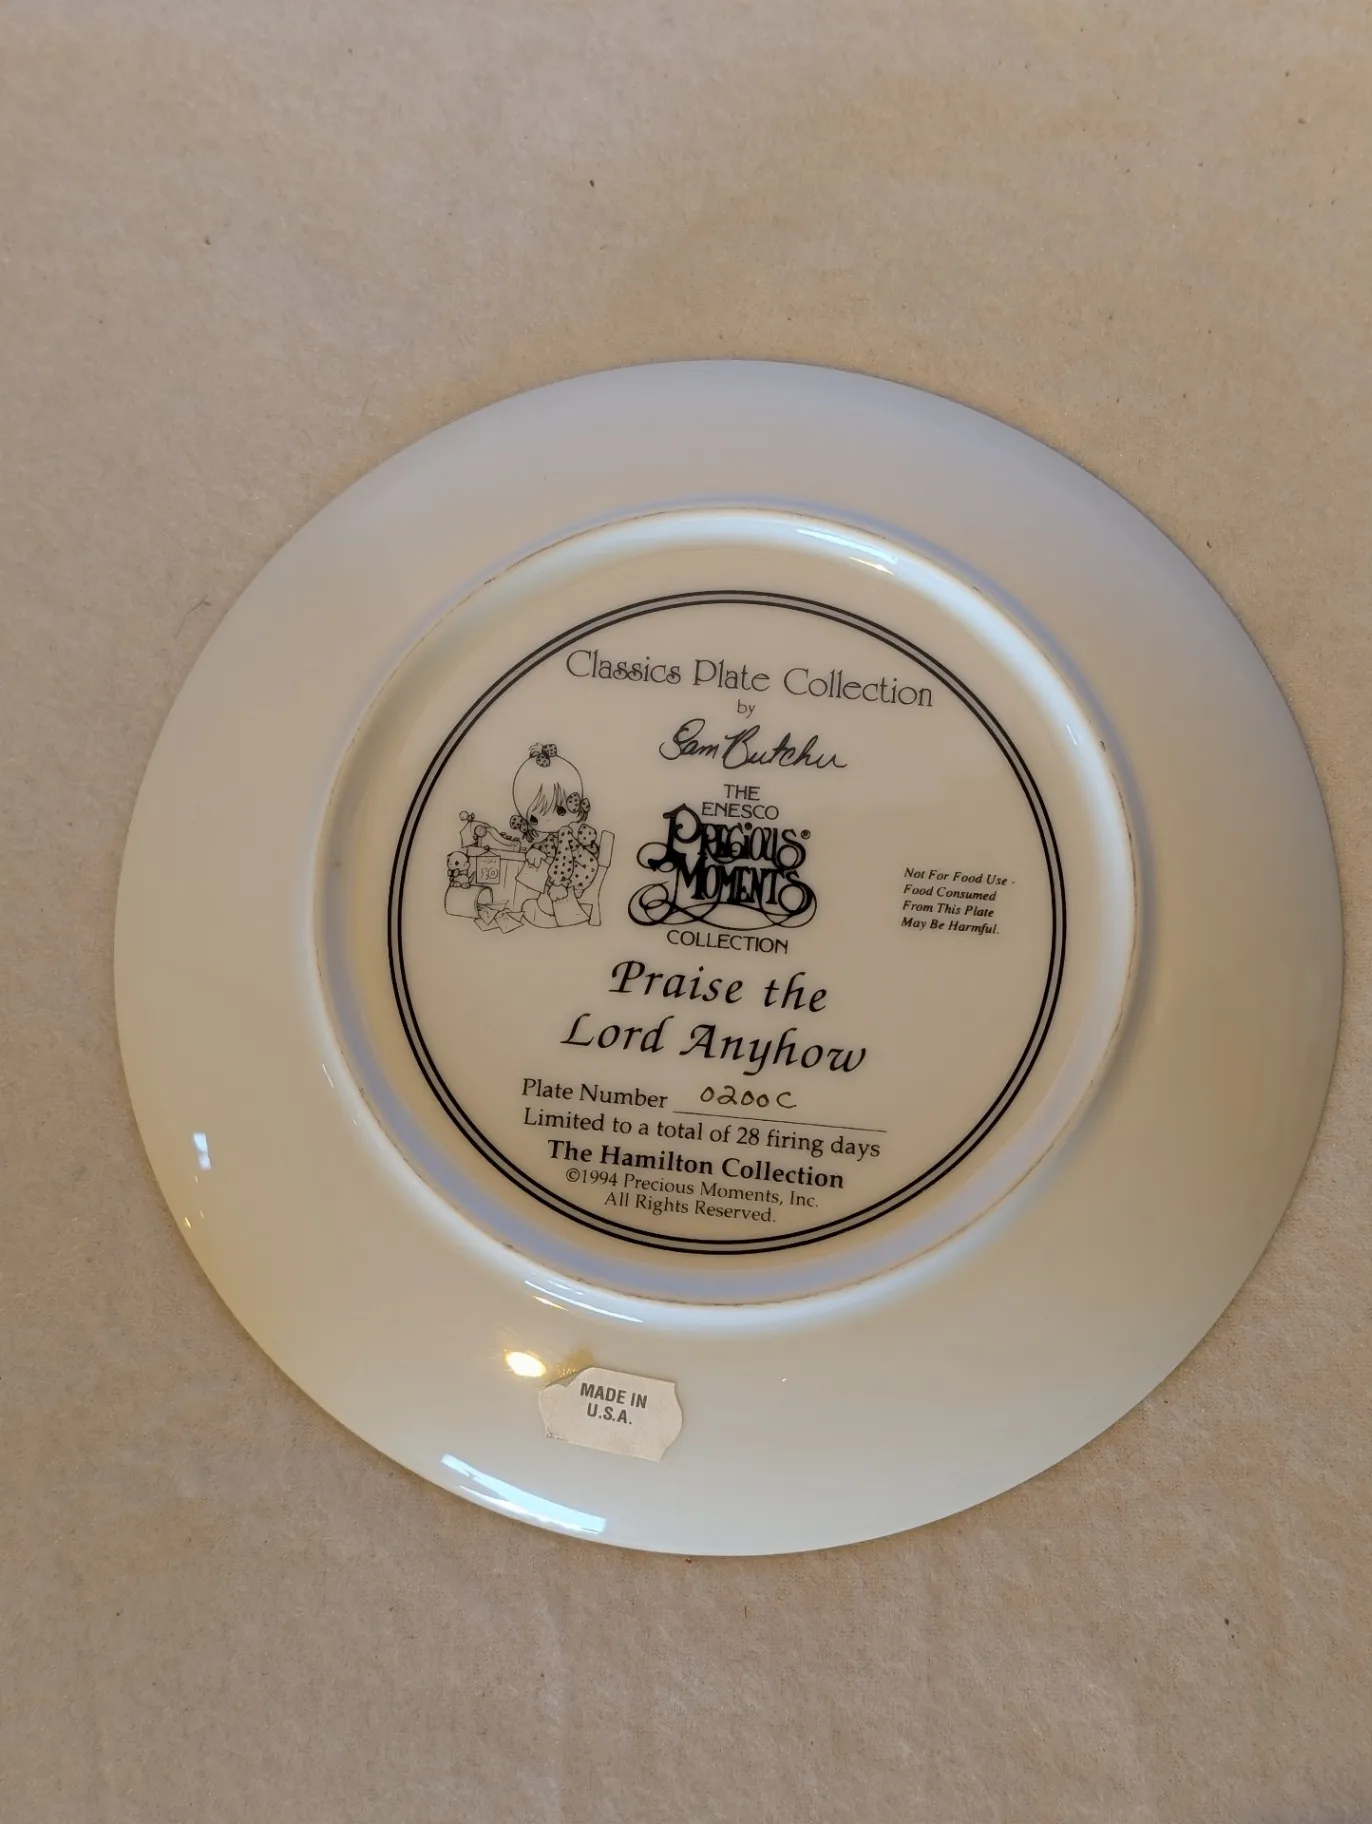 Classics Plate Collection
by
Sam Butcher
THE
ENESCO
PRECIOUS®
MOMENTS
COLLECTION
Not For Food Use -
Food Consumed
From This Plate
May Be Harmful.
Praise the
Lord Anyhow
Plate Number 0200C
Limited to a total of 28 firing days
The Hamilton Collection
©1994 Precious Moments, Inc.
All Rights Reserved.
MADE IN
U.S.A.